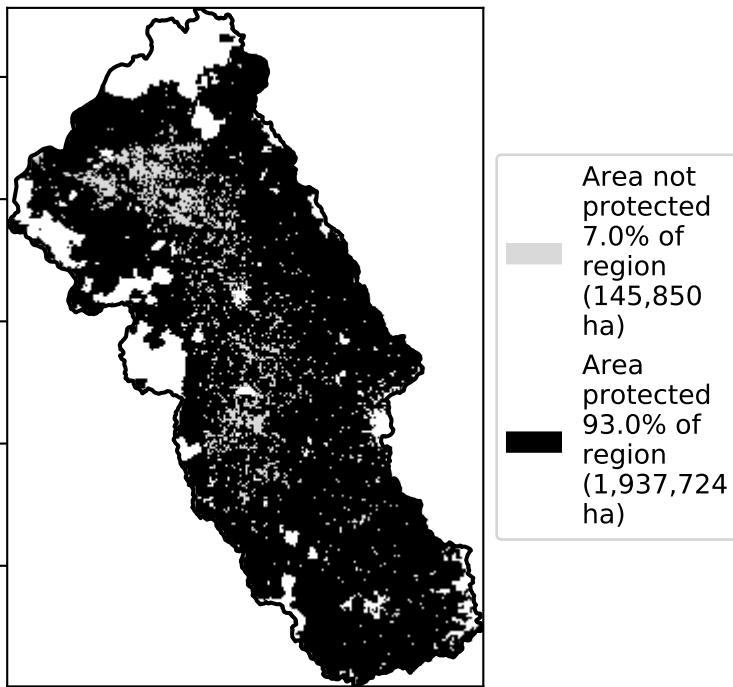 Area not
protected
7.0% of
region
(145,850
ha)
Area
protected
93.0% of
region
(1,937,724
ha)